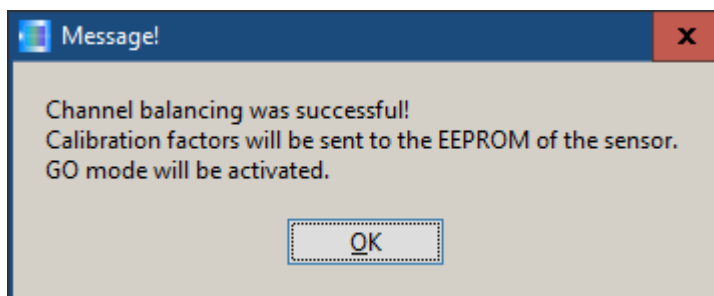 Message!
x
Channel balancing was successful!
Calibration factors will be sent to the EEPROM of the sensor.
GO mode will be activated.
OK